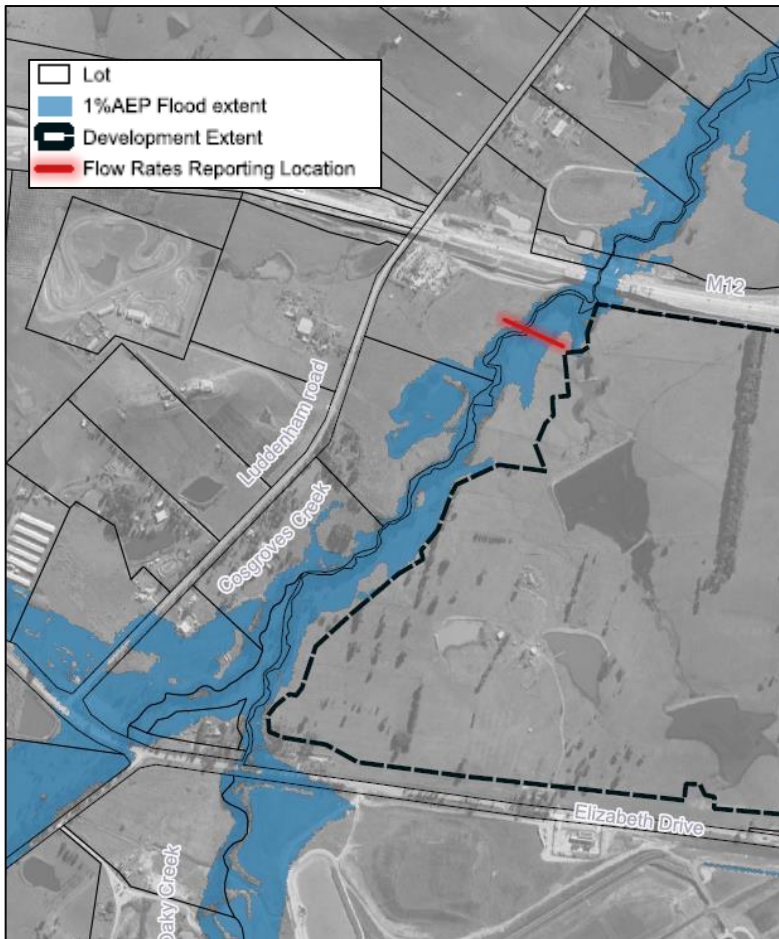 Lot
1%AEP Flood extent
Development Extent
Flow Rates Reporting Location
M12
Luddenham road
Cosgroves Creek
Elizabeth Drive
oaky Creek